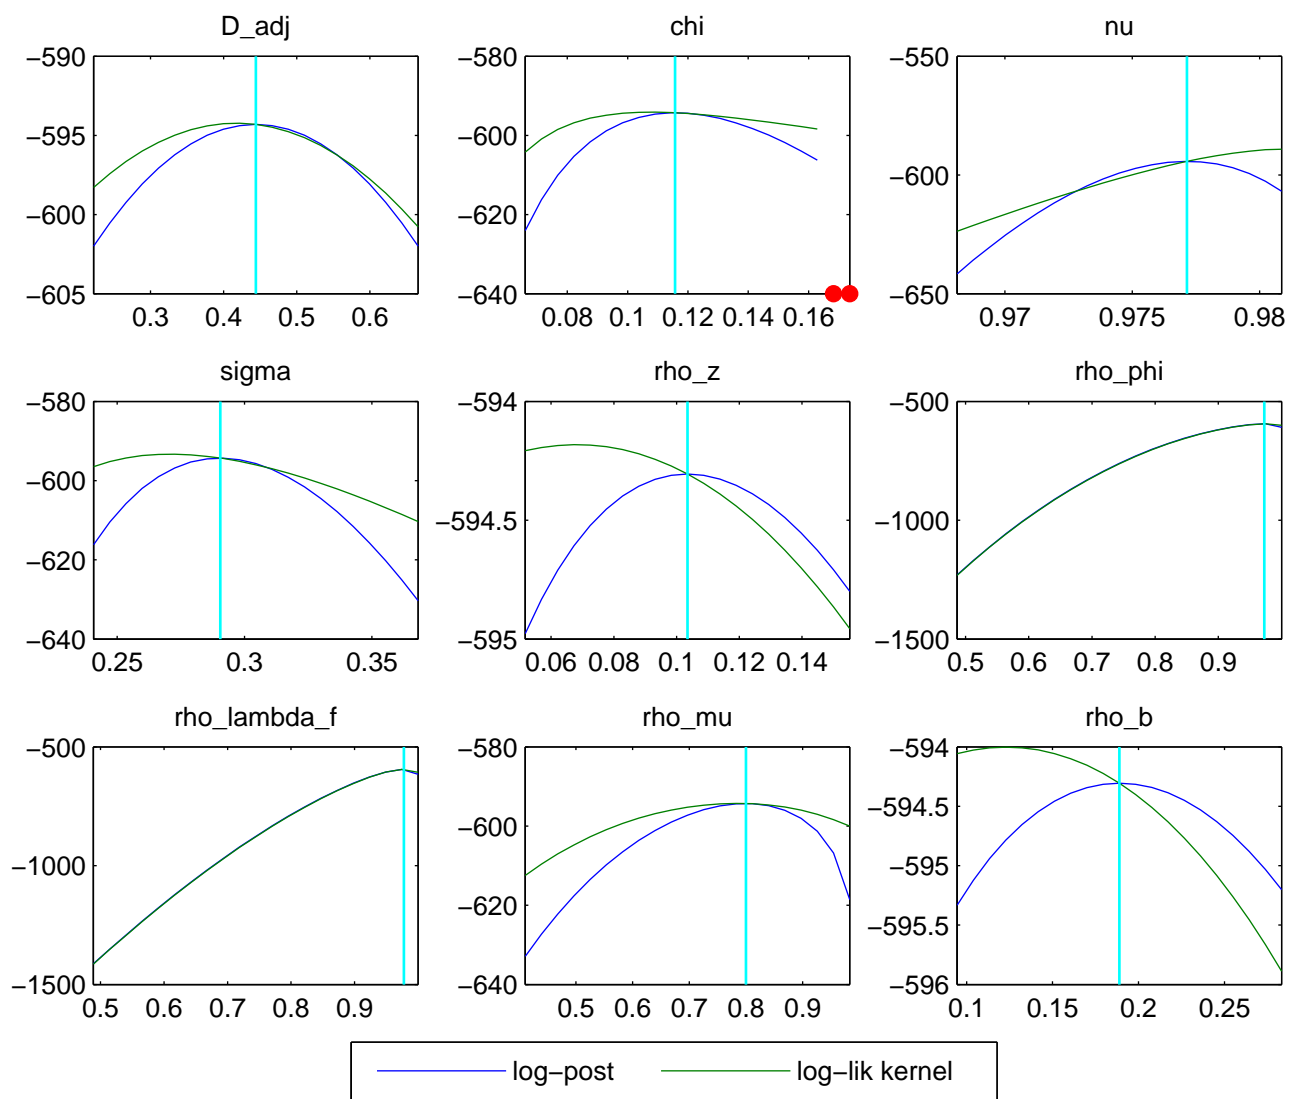 D_adj chi nu
−590 −580 −550
−595 −600 −600
−600 −620
−605 −640 −650
0.3 0.4 0.5 0.6 0.08 0.1 0.12 0.14 0.16 0.97 0.975 0.98
sigma rho_z rho_phi
−580 −594 −500
−600 −594.5 −1000
−620
−640 −595 −1500
0.25 0.3 0.35 0.06 0.08 0.1 0.12 0.14 0.5 0.6 0.7 0.8 0.9
rho_lambda_f rho_mu rho_b
−500 −580 −594
−594.5
−1000 −600 −595
−620 −595.5
−1500 −640 −596
0.5 0.6 0.7 0.8 0.9 0.5 0.6 0.7 0.8 0.9 0.1 0.15 0.2 0.25
log−post log−lik kernel